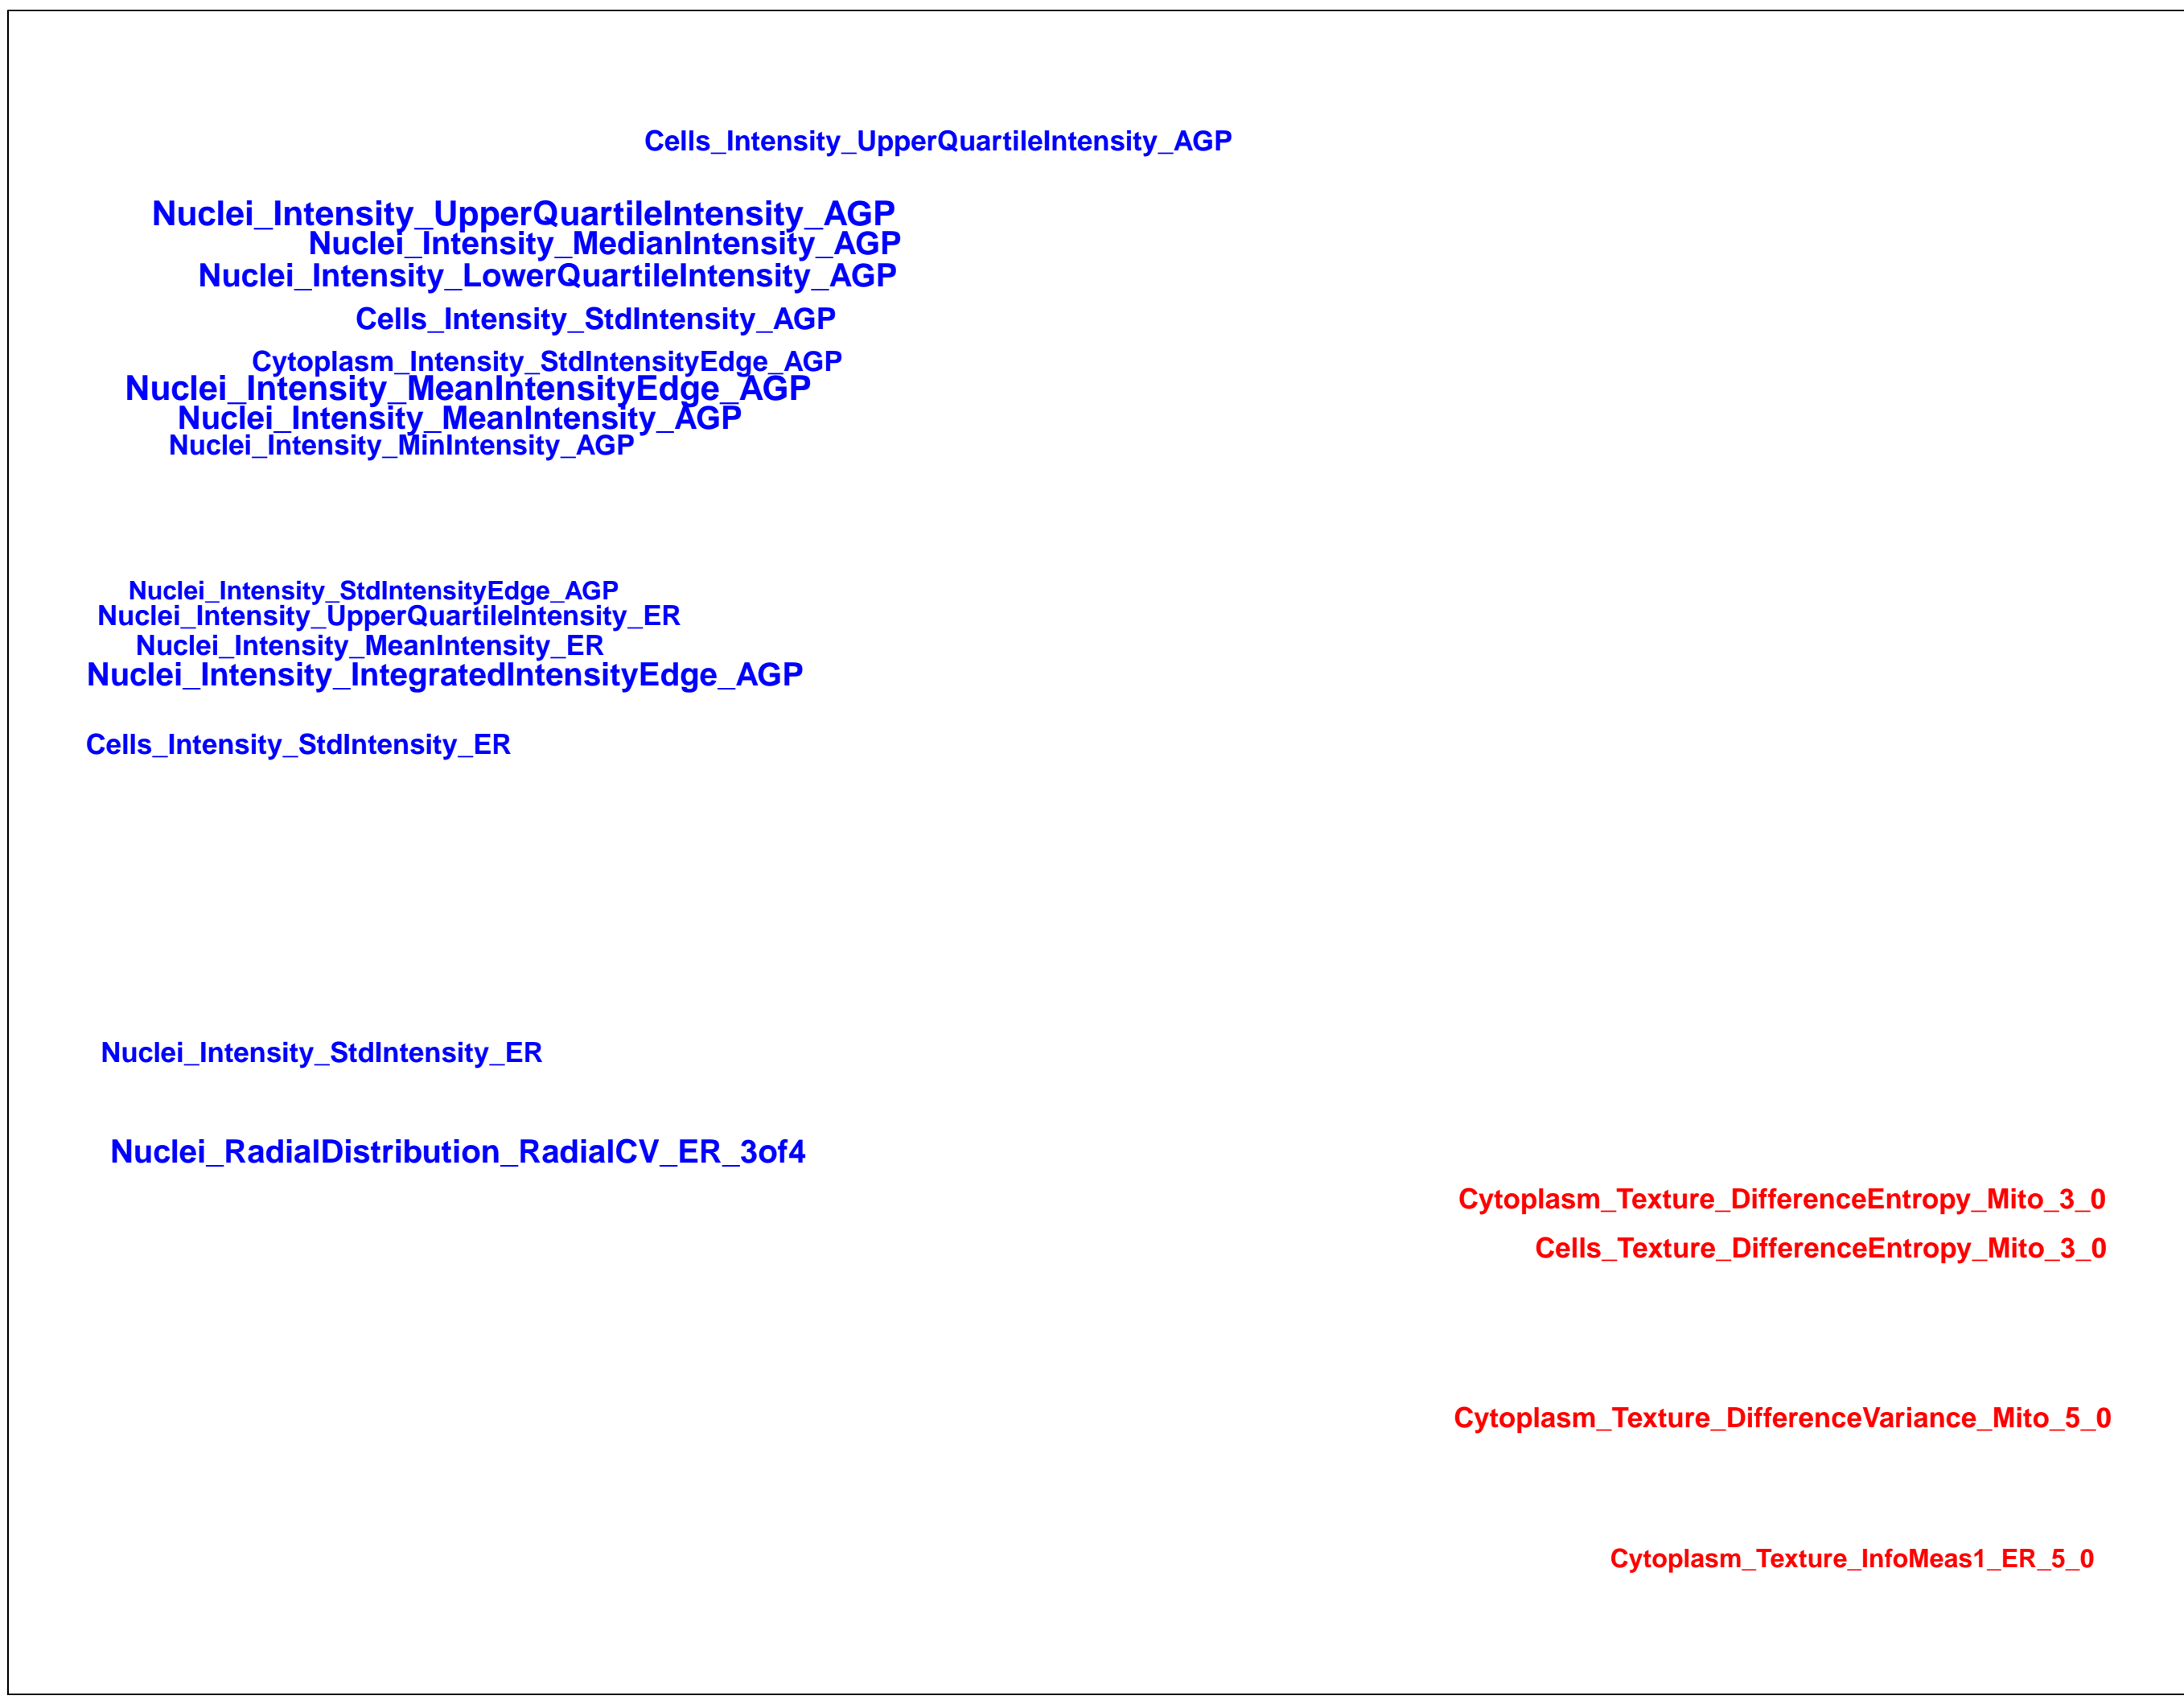 Cells_Intensity_UpperQuartileIntensity_AGP
Nuclei_Intensity_UpperQuartileIntensity_AGP
Nuclei_Intensity_MedianIntensity_AGP
Nuclei_Intensity_LowerQuartileIntensity_AGP
Cells_Intensity_StdIntensity_AGP
Cytoplasm_Intensity_StdIntensityEdge_AGP
Nuclei_Intensity_MeanIntensityEdge_AGP
Nuclei_Intensity_MeanIntensity_AGP
Nuclei_Intensity_MinIntensity_AGP
Nuclei_Intensity_StdIntensityEdge_AGP
Nuclei_Intensity_UpperQuartileIntensity_ER
Nuclei_Intensity_MeanIntensity_ER
Nuclei_Intensity_IntegratedIntensityEdge_AGP
Cells_Intensity_StdIntensity_ER
Nuclei_Intensity_StdIntensity_ER
Nuclei_RadialDistribution_RadialCV_ER_3of4
Cytoplasm_Texture_DifferenceEntropy_Mito_3_0
Cells_Texture_DifferenceEntropy_Mito_3_0
Cytoplasm_Texture_DifferenceVariance_Mito_5_0
Cytoplasm_Texture_InfoMeas1_ER_5_0